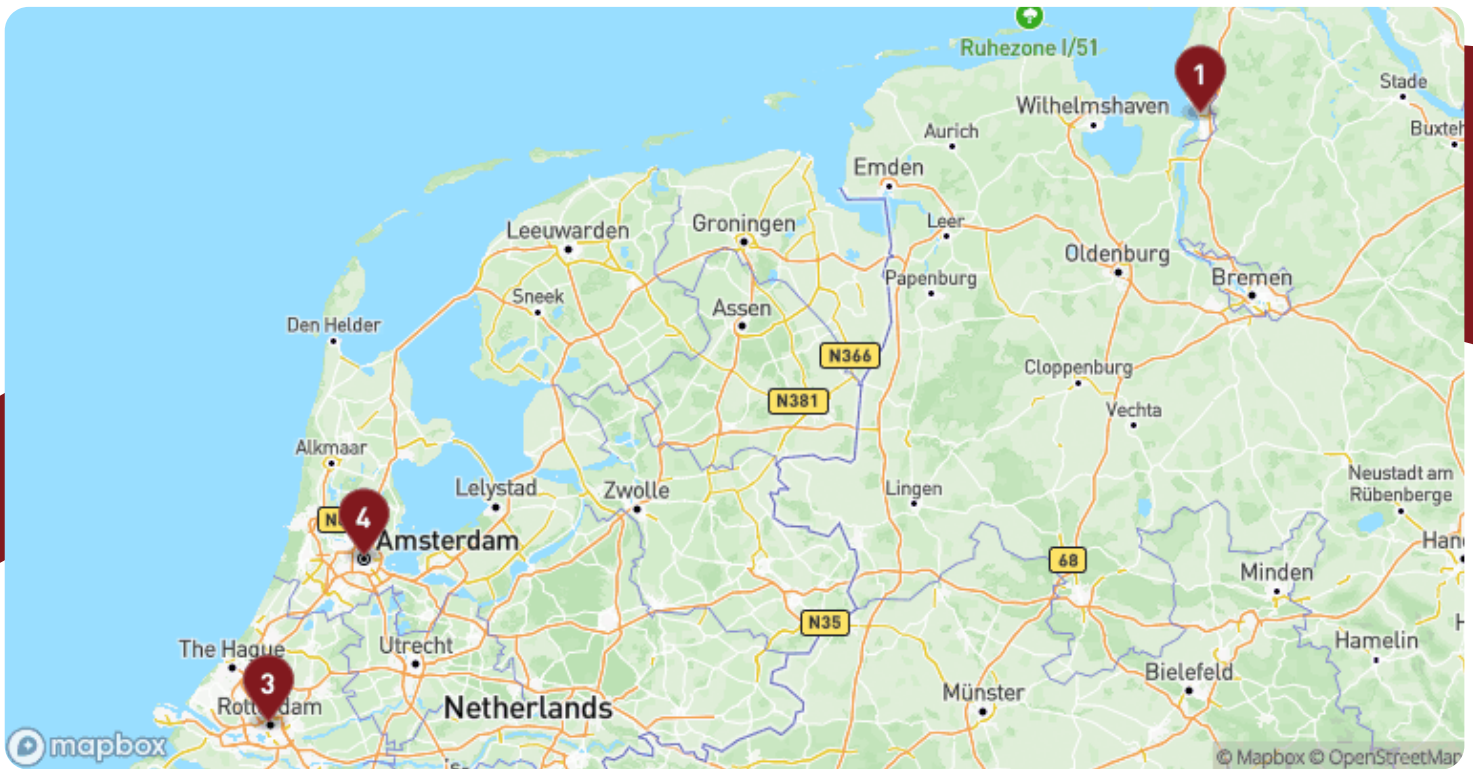 Ruhezone I/51
1
Stade
Wilhelmshaven
Buxteh
Aurich
Emden
Leer
Groningen
Leeuwarden
Oldenburg
Bremen
Papenburg
Sneek
Assen
Den Helder
N366
Cloppenburg
N381
Vechta
Alkmaar
Neustadt am
Rübenberge
Lelystad
Zwolle
Lingen
4
Amsterdam
Han
68
Minden
N35
Hamelin
The Hague
Utrecht
Bielefeld
3
Münster
Netherlands
mapbox
© Mapbox © OpenStreetMap